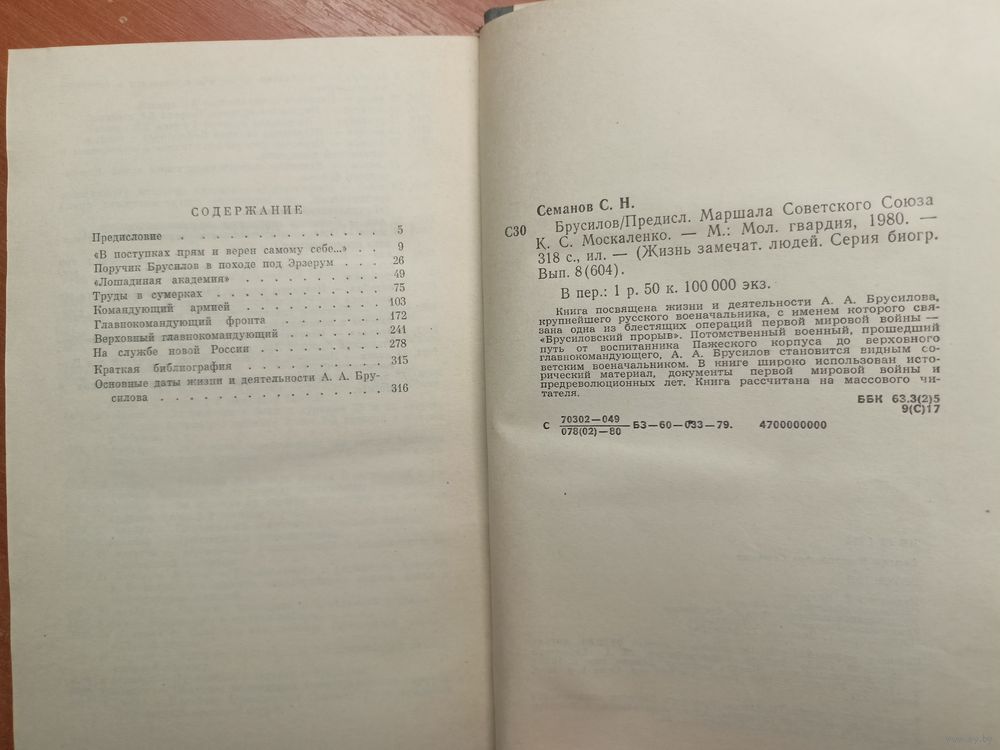 СОДЕРЖАНИЕ
Предисловие . . . . . . . . . . . . . 5
«В поступках прям и верен самому себе...» . . 9
Поручик Брусилов в походе под Эрзерум . . . 26
«Лошадиная академия» . . . . . . . . . . 49
Труды в сумерках . . . . . . . . . . . 75
Командующий армией . . . . . . . . . 103
Главнокомандующий фронта . . . . . . . 172
Верховный главнокомандующий . . . . . . 241
На службе новой России . . . . . . . . 278
Краткая библиография . . . . . . . . . 315
Основные даты жизни и деятельности А. А. Бру-
силова . . . . . . . . . . . . . . . 316
Семанов С. Н.
С30 Брусилов/Предисл. Маршала Советского Союза
К. С. Москаленко. — М.: Мол. гвардия, 1980. —
318 с., ил. — (Жизнь замечат. людей. Серия биогр.
Вып. 8(604).
В пер.: 1 р. 50 к. 100 000 экз.
Книга посвящена жизни и деятельности А. А. Брусилова,
крупнейшего русского военачальника, с именем которого свя-
зана одна из блестящих операций первой мировой войны —
«Брусиловский прорыв». Потомственный военный, прошедший
путь от воспитанника Пажеского корпуса до верховного
главнокомандующего, А. А. Брусилов становится видным со-
ветским военачальником. В книге широко использован исто-
рический материал, документы первой мировой войны и
предреволюционных лет. Книга рассчитана на массового чи-
тателя.
ББК 63.3(2)5
9(С)17
С 70302—049
078(02)—80 БЗ—60—033—79. 4700000000